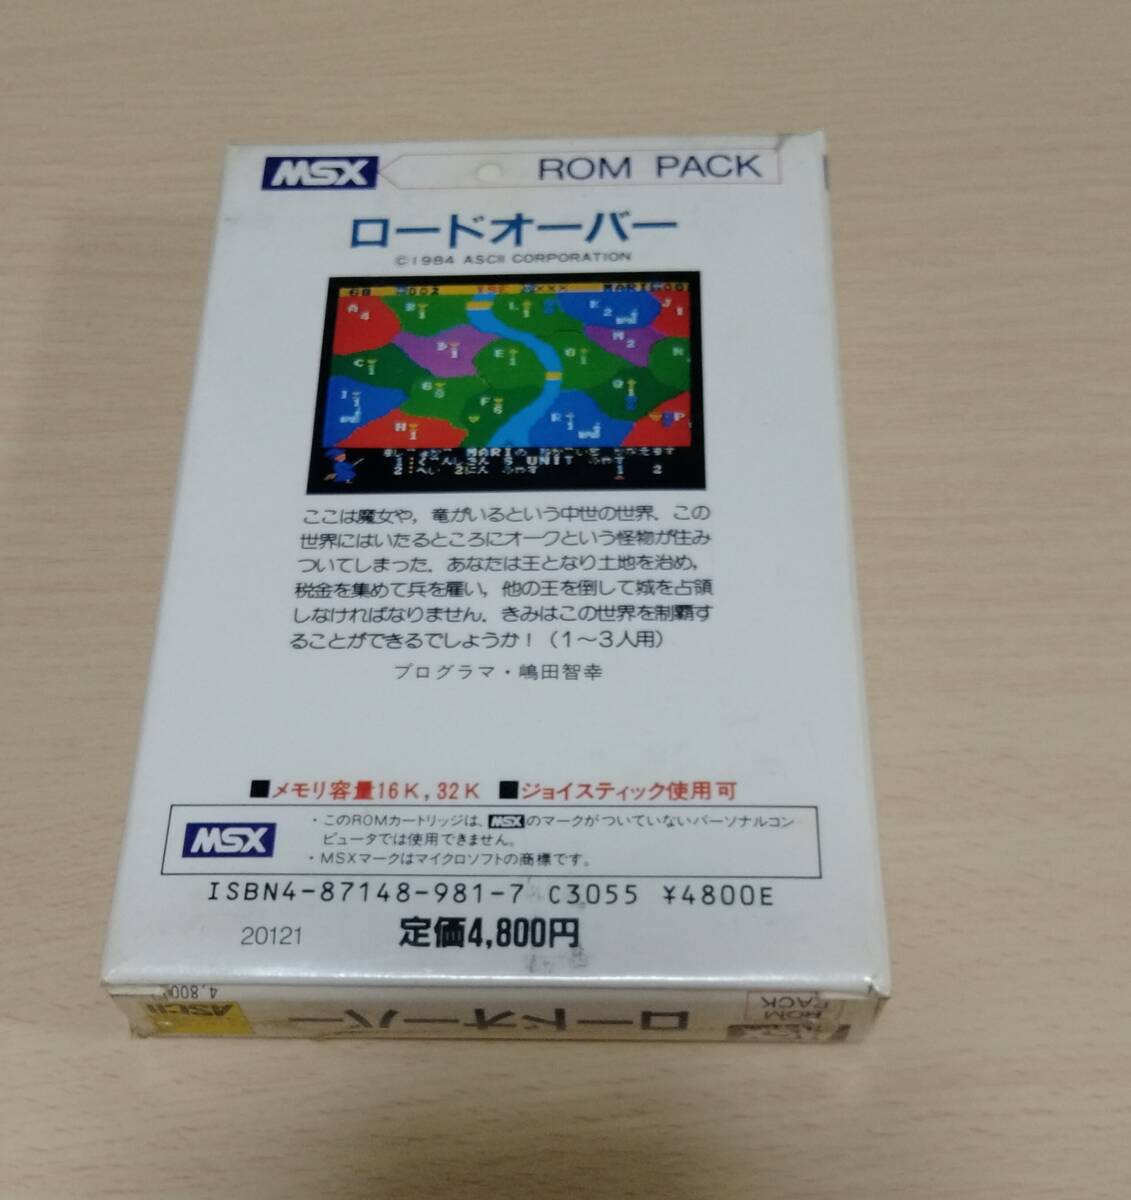 MSX ROM PACK
ロードオーバー
©1984 ASCII CORPORATION
ここは魔女や，竜がいるという中世の世界．この
世界にはいたるところにオークという怪物が住み
ついてしまった．あなたは王となり土地を治め，
税金を集めて兵を雇い，他の王を倒して城を占領
しなければなりません．きみはこの世界を制覇す
ることができるでしょうか！（1～3人用）
プログラマ・嶋田智幸
■メモリ容量16K，32K ■ジョイスティック使用可
MSX
・このROMカートリッジは、MSXのマークがついていないパーソナルコン
ピュータでは使用できません。
・MSXマークはマイクロソフトの商標です。
ISBN4-87148-981-7 C3055 ¥4800E
20121 定価4,800円
ROM PACK
ロードオーバー
ASCII
4,800